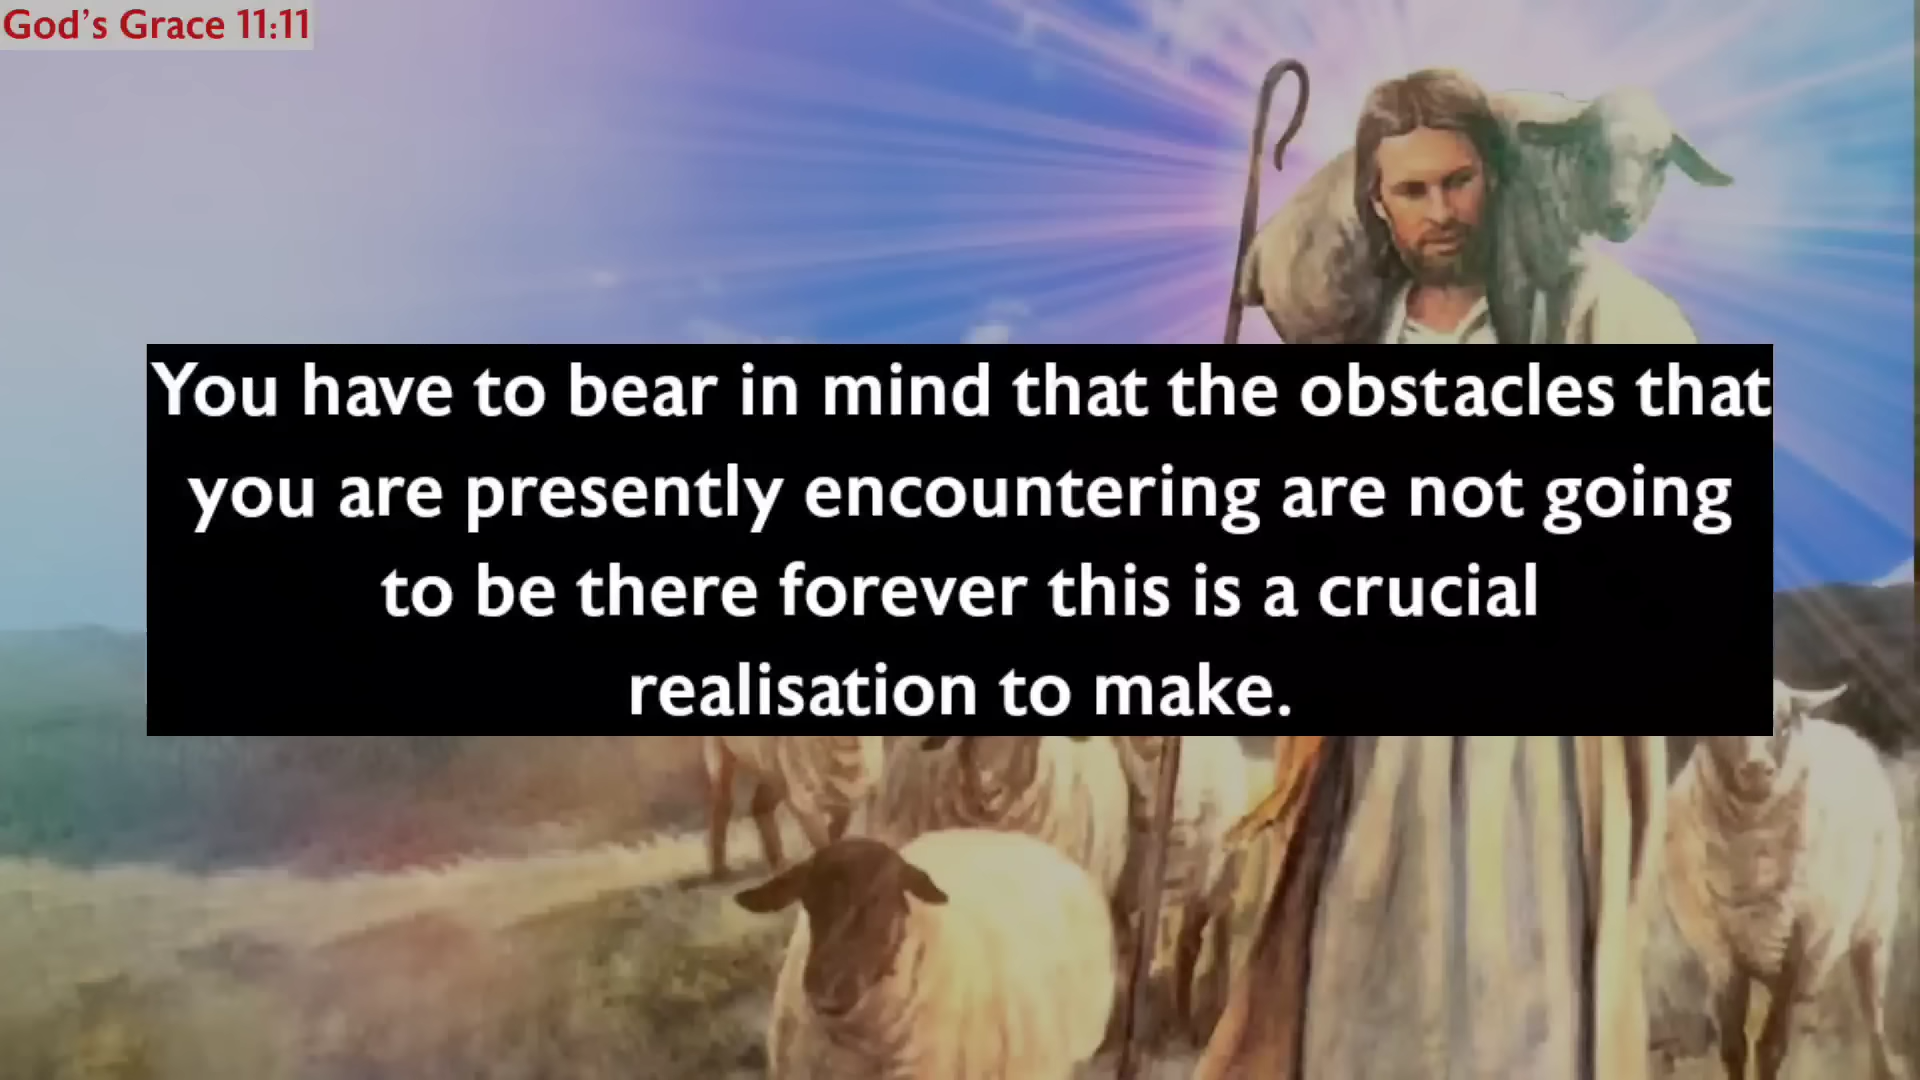 God's Grace 11:11
You have to bear in mind that the obstacles that
you are presently encountering are not going
to be there forever this is a crucial
realisation to make.